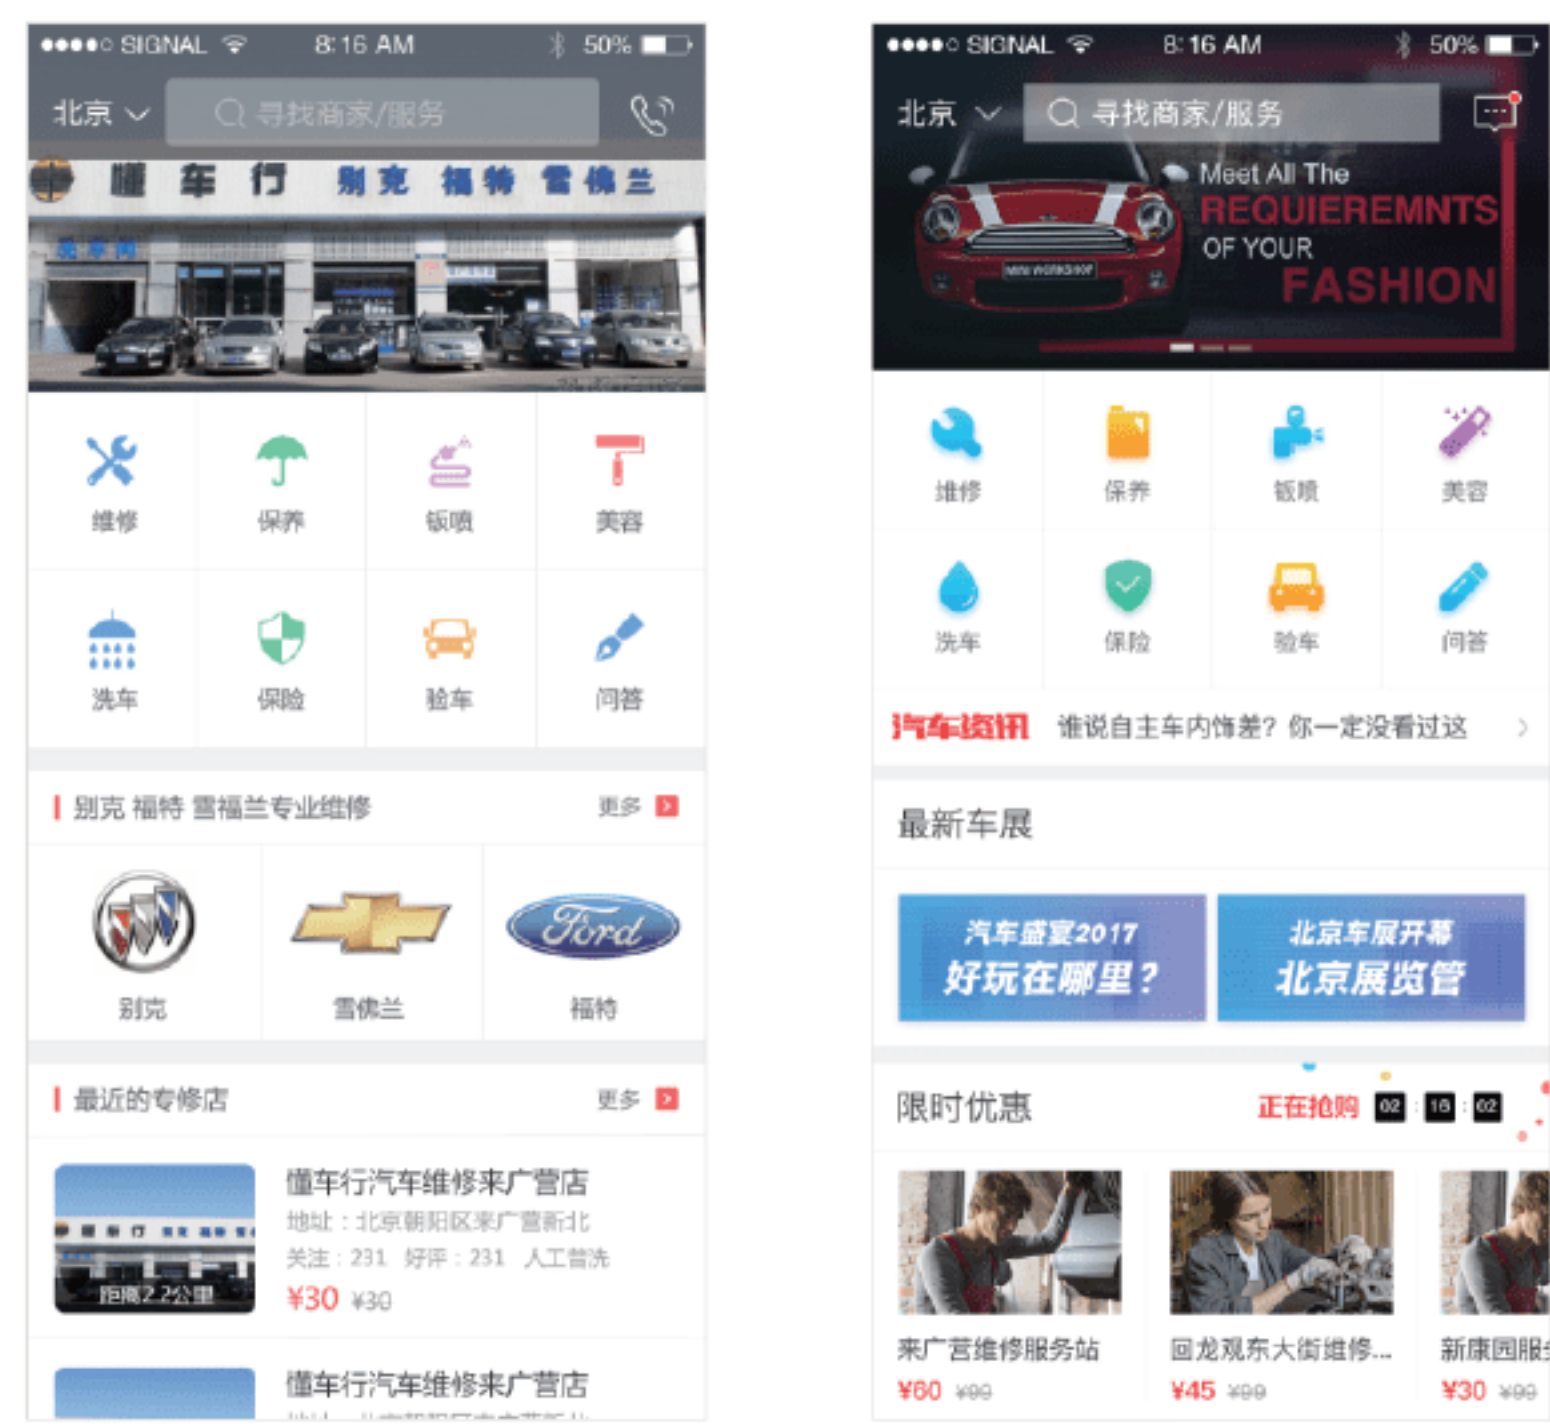 SIGNAL 8:16 AM 50%
北京 寻找商家/服务
懂车行 别克 福特 雪佛兰
维修 保养 钣喷 美容
洗车 保险 验车 问答
别克 福特 雪福兰专业维修 更多
Ford
别克 雪佛兰 福特
最近的专修店 更多
懂车行汽车维修来广营店
地址：北京朝阳区来广营新北
关注：231 好评：231 人工普洗
距离2.2公里
¥30 ¥30
懂车行汽车维修来广营店
SIGNAL 8:16 AM 50%
北京 寻找商家/服务
Meet All The
REQUIEREMNTS
OF YOUR
FASHION
MINI WORKSHOP
维修 保养 钣喷 美容
洗车 保险 验车 问答
汽车资讯 谁说自主车内饰差？你一定没看过这
最新车展
汽车盛宴2017
好玩在哪里？
北京车展开幕
北京展览管
限时优惠 正在抢购 02 : 16 : 02
来广营维修服务站 回龙观东大街维修... 新康园服
¥60 ¥99 ¥45 ¥99 ¥30 ¥99